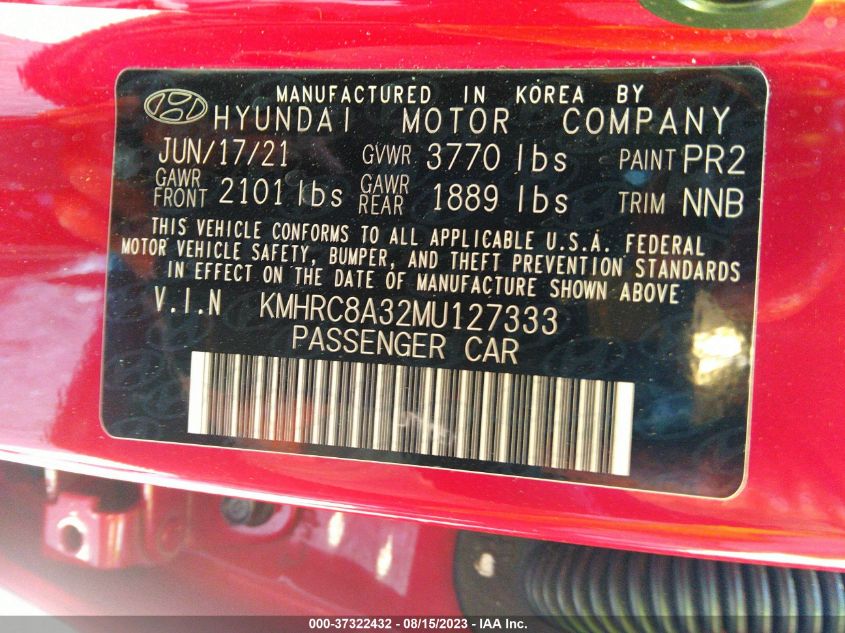 MANUFACTURED IN KOREA BY
HYUNDAI MOTOR COMPANY
JUN/17/21 GVWR 3770 lbs PAINT PR2
GAWR FRONT 2101 lbs GAWR REAR 1889 lbs TRIM NNB
THIS VEHICLE CONFORMS TO ALL APPLICABLE U.S.A. FEDERAL
MOTOR VEHICLE SAFETY, BUMPER, AND THEFT PREVENTION STANDARDS
IN EFFECT ON THE DATE OF MANUFACTURE SHOWN ABOVE
V.I.N KMHRC8A32MU127333
PASSENGER CAR
000-37322432 - 08/15/2023 - IAA Inc.